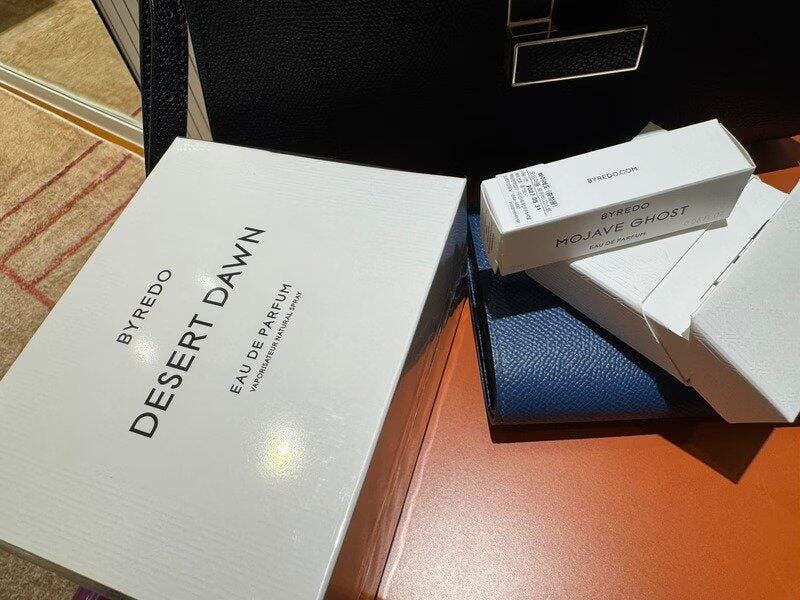 BYREDO
DESERT DAWN
EAU DE PARFUM
VAPORISATEUR NATURAL SPRAY
BYREDO.COM
BYREDO
MOJAVE GHOST
EAU DE PARFUM